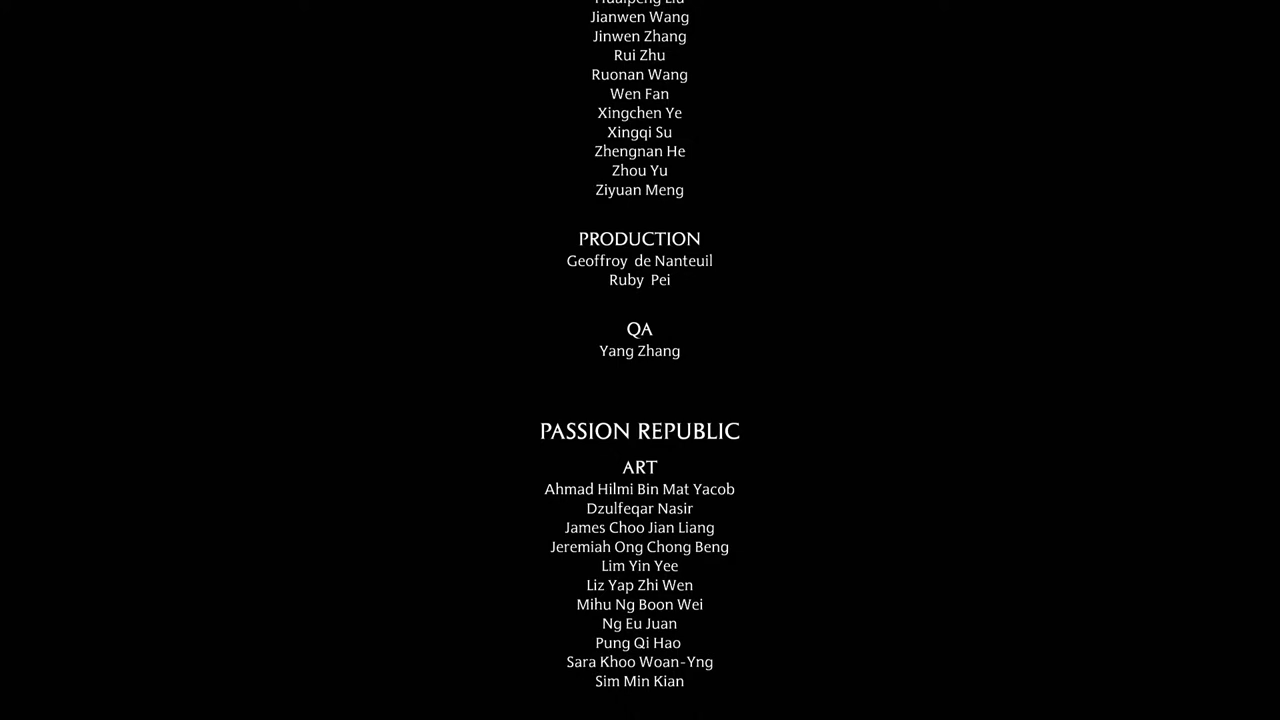 Jianwen Wang
Jinwen Zhang
Rui Zhu
Ruonan Wang
Wen Fan
Xingchen Ye
Xingqi Su
Zhengnan He
Zhou Yu
Ziyuan Meng
PRODUCTION
Geoffroy de Nanteuil
Ruby Pei
QA
Yang Zhang
PASSION REPUBLIC
ART
Ahmad Hilmi Bin Mat Yacob
Dzulfeqar Nasir
James Choo Jian Liang
Jeremiah Ong Chong Beng
Lim Yin Yee
Liz Yap Zhi Wen
Mihu Ng Boon Wei
Ng Eu Juan
Pung Qi Hao
Sara Khoo Woan-Yng
Sim Min Kian